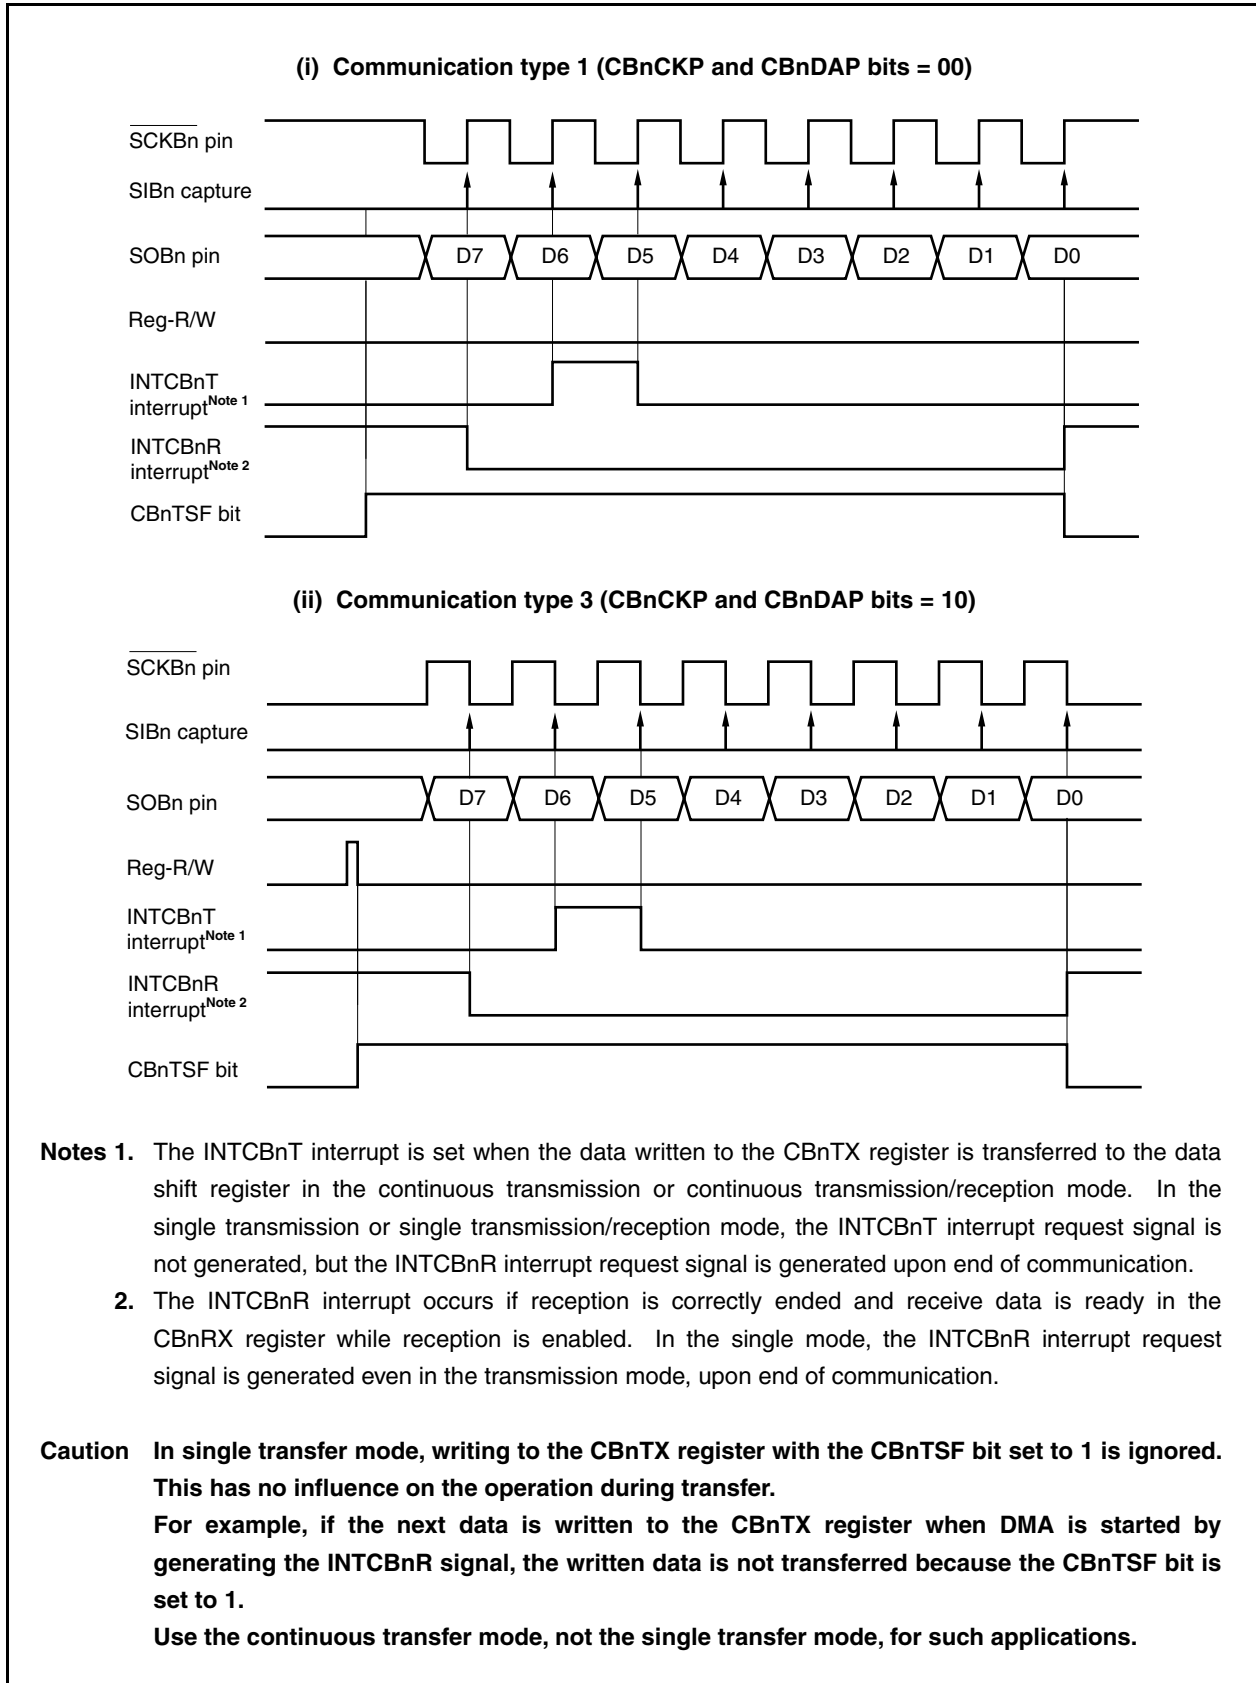 (i) Communication type 1 (CBnCKP and CBnDAP bits = 00)
SCKBn pin
SIBn capture
SOBn pin D7 D6 D5 D4 D3 D2 D1 D0
Reg-R/W
INTCBnT
interrupt Note 1
INTCBnR
interrupt Note 2
CBnTSF bit
(ii) Communication type 3 (CBnCKP and CBnDAP bits = 10)
SCKBn pin
SIBn capture
SOBn pin D7 D6 D5 D4 D3 D2 D1 D0
Reg-R/W
INTCBnT
interrupt Note 1
INTCBnR
interrupt Note 2
CBnTSF bit
Notes 1. The INTCBnT interrupt is set when the data written to the CBnTX register is transferred to the data
shift register in the continuous transmission or continuous transmission/reception mode. In the
single transmission or single transmission/reception mode, the INTCBnT interrupt request signal is
not generated, but the INTCBnR interrupt request signal is generated upon end of communication.
2. The INTCBnR interrupt occurs if reception is correctly ended and receive data is ready in the
CBnRX register while reception is enabled. In the single mode, the INTCBnR interrupt request
signal is generated even in the transmission mode, upon end of communication.
Caution In single transfer mode, writing to the CBnTX register with the CBnTSF bit set to 1 is ignored.
This has no influence on the operation during transfer.
For example, if the next data is written to the CBnTX register when DMA is started by
generating the INTCBnR signal, the written data is not transferred because the CBnTSF bit is
set to 1.
Use the continuous transfer mode, not the single transfer mode, for such applications.